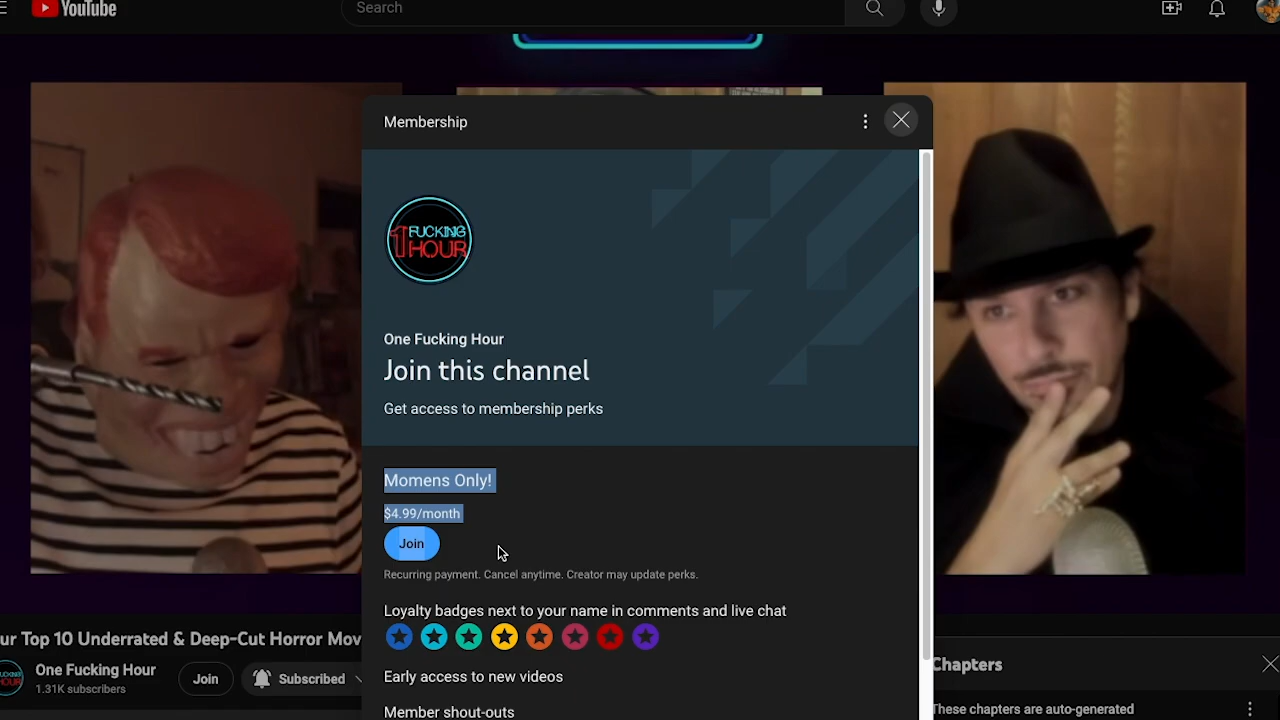 YouTube
Search
Membership
1 FUCKING
HOUR
One Fucking Hour
Join this channel
Get access to membership perks
Momens Only!
$4.99/month
Join
Recurring payment. Cancel anytime. Creator may update perks.
Loyalty badges next to your name in comments and live chat
Early access to new videos
Member shout-outs
ur Top 10 Underrated & Deep-Cut Horror Mov
One Fucking Hour
1.31K subscribers
Join
Subscribed
Chapters
These chapters are auto-generated